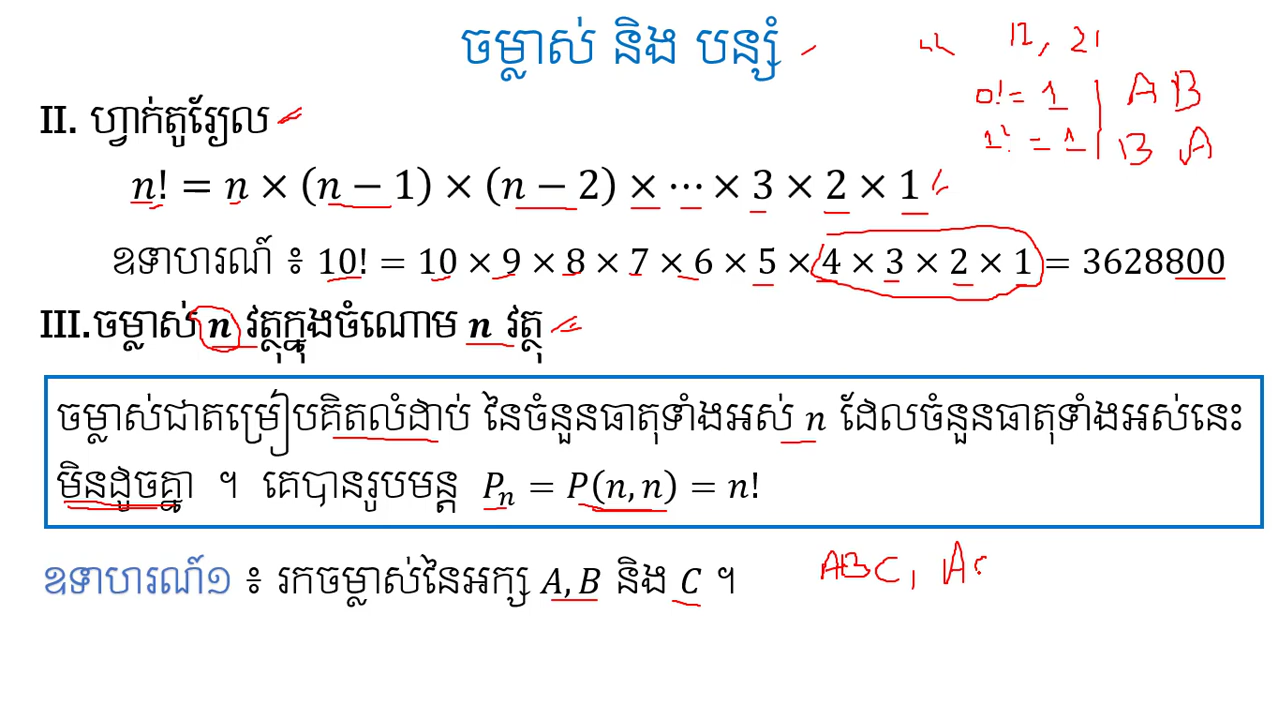 ចម្លាស់ និង បន្សំ
12, 21
0! = 1 | A B
1! = 1 | B A
II. ហ្វាក់តូរ្យែល
n! = n × (n − 1) × (n − 2) × ⋯ × 3 × 2 × 1
ឧទាហរណ៍ ៖ 10! = 10 × 9 × 8 × 7 × 6 × 5 × 4 × 3 × 2 × 1 = 3628800
III.ចម្លាស់ n វត្ថុក្នុងចំណោម n វត្ថុ
ចម្លាស់ជាតម្រៀបគិតលំដាប់ នៃចំនួនធាតុទាំងអស់ n ដែលចំនួនធាតុទាំងអស់នេះ
មិនដូចគ្នា ។ គេបានរូបមន្ត Pₙ = P(n, n) = n!
ឧទាហរណ៍១ ៖ រកចម្លាស់នៃអក្ស A, B និង C ។ ABC, A